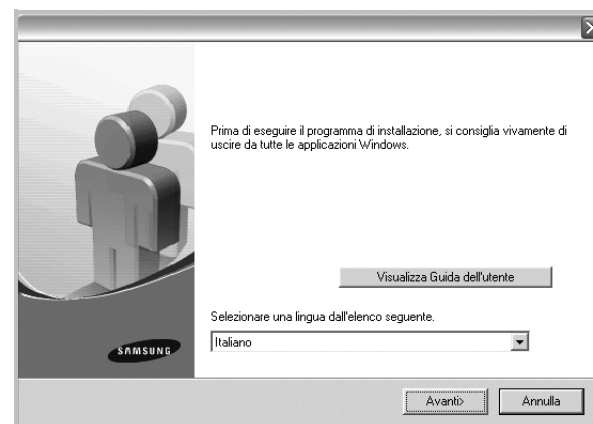 Prima di eseguire il programma di installazione, si consiglia vivamente di
uscire da tutte le applicazioni Windows.
Visualizza Guida dell'utente
Selezionare una lingua dall'elenco seguente.
Italiano
SAMSUNG
Avanti>
Annulla